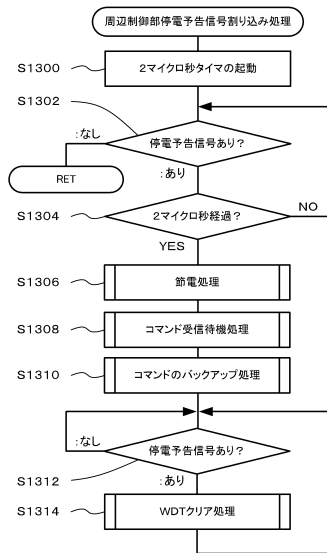 周辺制御部停電予告信号割り込み処理
S1300
2マイクロ秒タイマの起動
S1302
停電予告信号あり?
:なし
RET
:あり
S1304
2マイクロ秒経過?
NO
YES
S1306
節電処理
S1308
コマンド受信待機処理
S1310
コマンドのバックアップ処理
:なし
停電予告信号あり?
S1312
:あり
S1314
WDTクリア処理